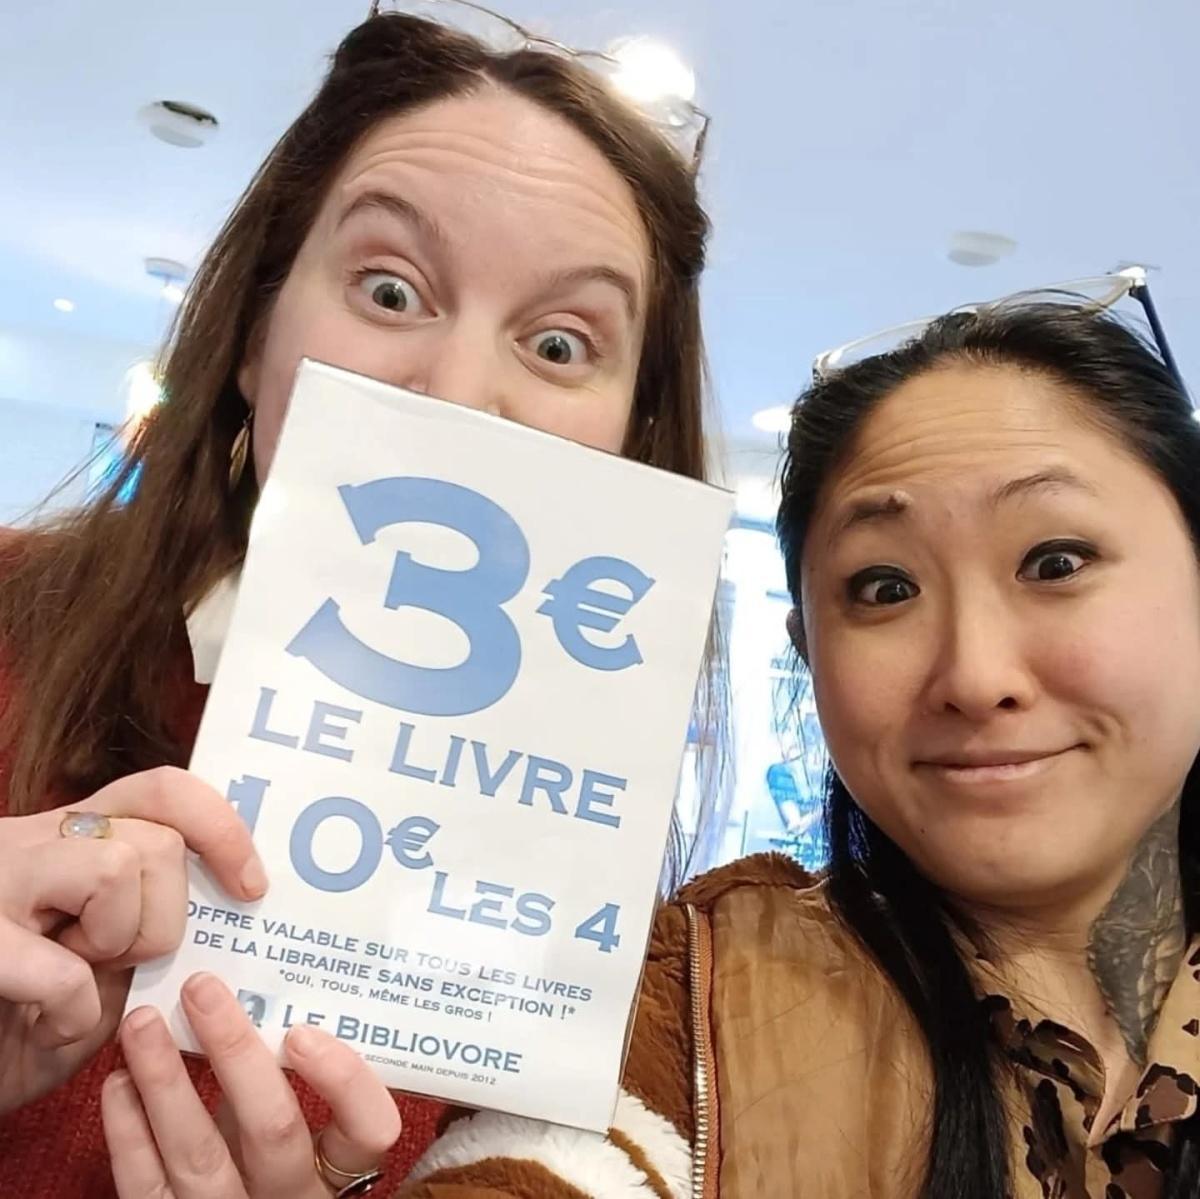 3€
LE LIVRE
10€ LES 4
OFFRE VALABLE SUR TOUS LES LIVRES
DE LA LIBRAIRIE SANS EXCEPTION !*
*OUI, TOUS, MÊME LES GROS !
LE BIBLIOVORE
SECONDE MAIN DEPUIS 2012